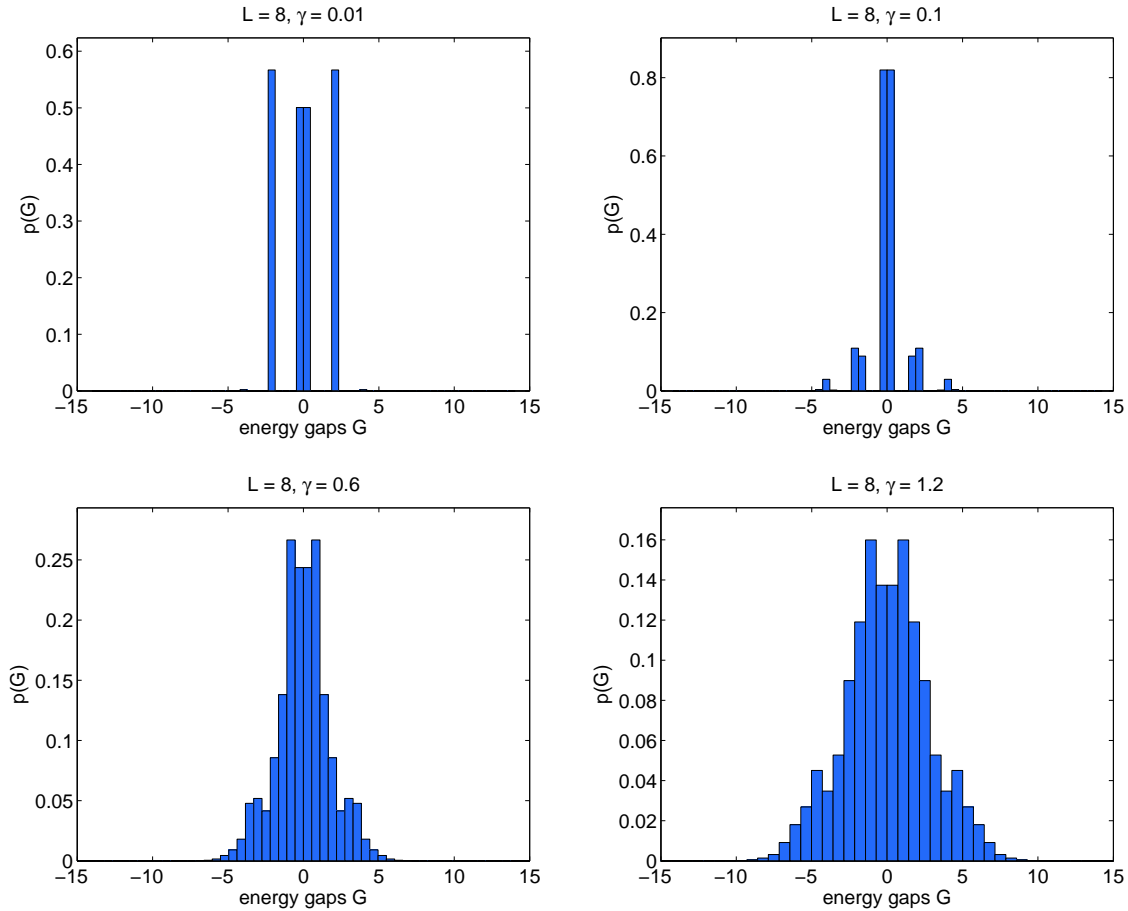 L = 8, γ = 0.01
0.6
0.5
0.4
0.3
0.2
0.1
0
p(G)
−15 −10 −5 0 5 10 15
energy gaps G
L = 8, γ = 0.1
0.8
0.6
0.4
0.2
0
p(G)
−15 −10 −5 0 5 10 15
energy gaps G
L = 8, γ = 0.6
0.25
0.2
0.15
0.1
0.05
0
p(G)
−15 −10 −5 0 5 10 15
energy gaps G
L = 8, γ = 1.2
0.16
0.14
0.12
0.1
0.08
0.06
0.04
0.02
0
p(G)
−15 −10 −5 0 5 10 15
energy gaps G